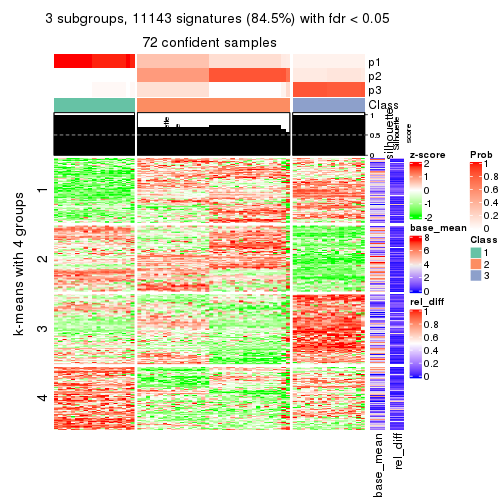 3 subgroups, 11143 signatures (84.5%) with fdr < 0.05
72 confident samples
p1
p2
p3
Class
1
0.5
0
silhouette
Silhouette
score
k-means with 4 groups
1
2
3
4
base_mean
rel_diff
z-score
2
1
0
-1
-2
base_mean
8
6
4
2
0
rel_diff
1
0.8
0.6
0.4
0.2
0
Prob
1
0.8
0.6
0.4
0.2
0
Class
1
2
3